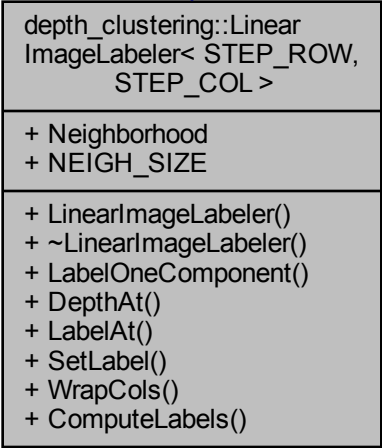 depth_clustering::Linear
ImageLabeler< STEP_ROW,
STEP_COL >
+ Neighborhood
+ NEIGH_SIZE
+ LinearImageLabeler()
+ ~LinearImageLabeler()
+ LabelOneComponent()
+ DepthAt()
+ LabelAt()
+ SetLabel()
+ WrapCols()
+ ComputeLabels()